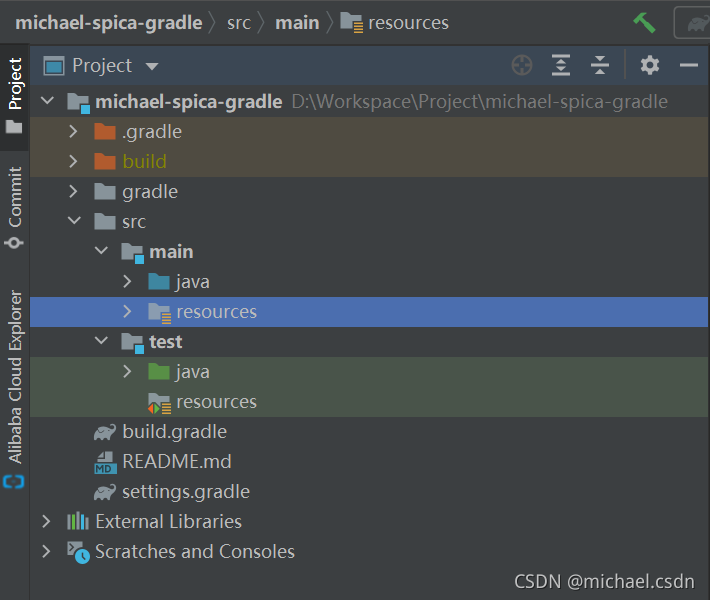 michael-spica-gradle src main resources
Project
Project
Commit
Alibaba Cloud Explorer
michael-spica-gradle D:\Workspace\Project\michael-spica-gradle
.gradle
build
gradle
src
main
java
resources
test
java
resources
build.gradle
MD README.md
settings.gradle
External Libraries
Scratches and Consoles
CSDN @michael.csdn